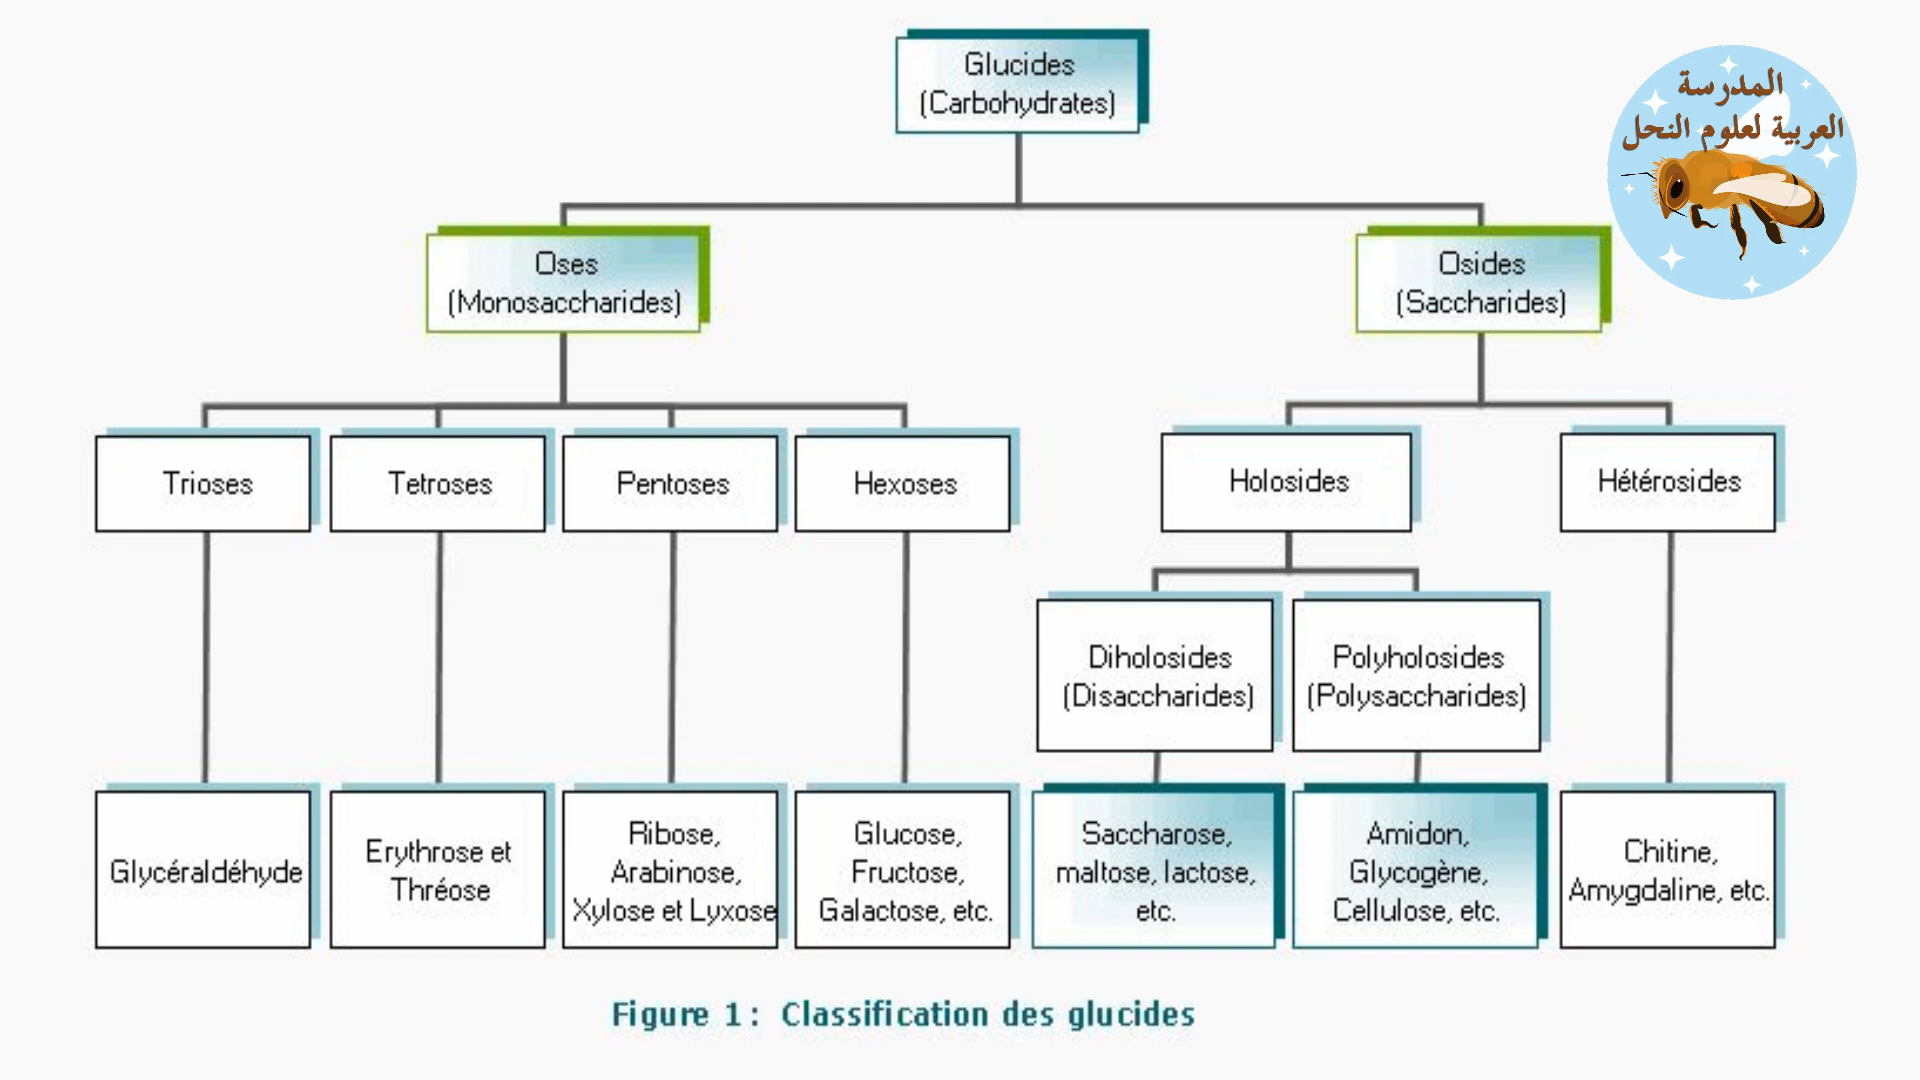 Glucides
(Carbohydrates)
المدرسة
العربية لعلوم النحل
Oses
(Monosaccharides)
Osides
(Saccharides)
Trioses
Tetroses
Pentoses
Hexoses
Holosides
Hétérosides
Diholosides
(Disaccharides)
Polyholosides
(Polysaccharides)
Glycéraldéhyde
Erythrose et
Thréose
Ribose,
Arabinose,
Xylose et Lyxose
Glucose,
Fructose,
Galactose, etc.
Saccharose,
maltose, lactose,
etc.
Amidon,
Glycogène,
Cellulose, etc.
Chitine,
Amygdaline, etc.
Figure 1 : Classification des glucides